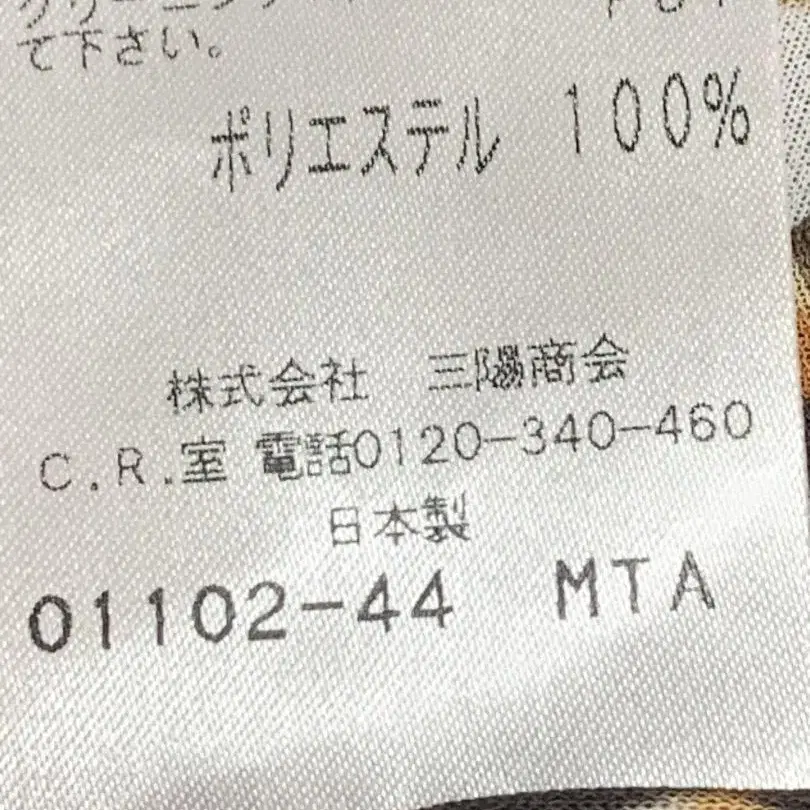 て下さい。
ポリエステル 100%
株式会社 三陽商会
C.R.室 電話0120-340-460
日本製
01102-44 MTA